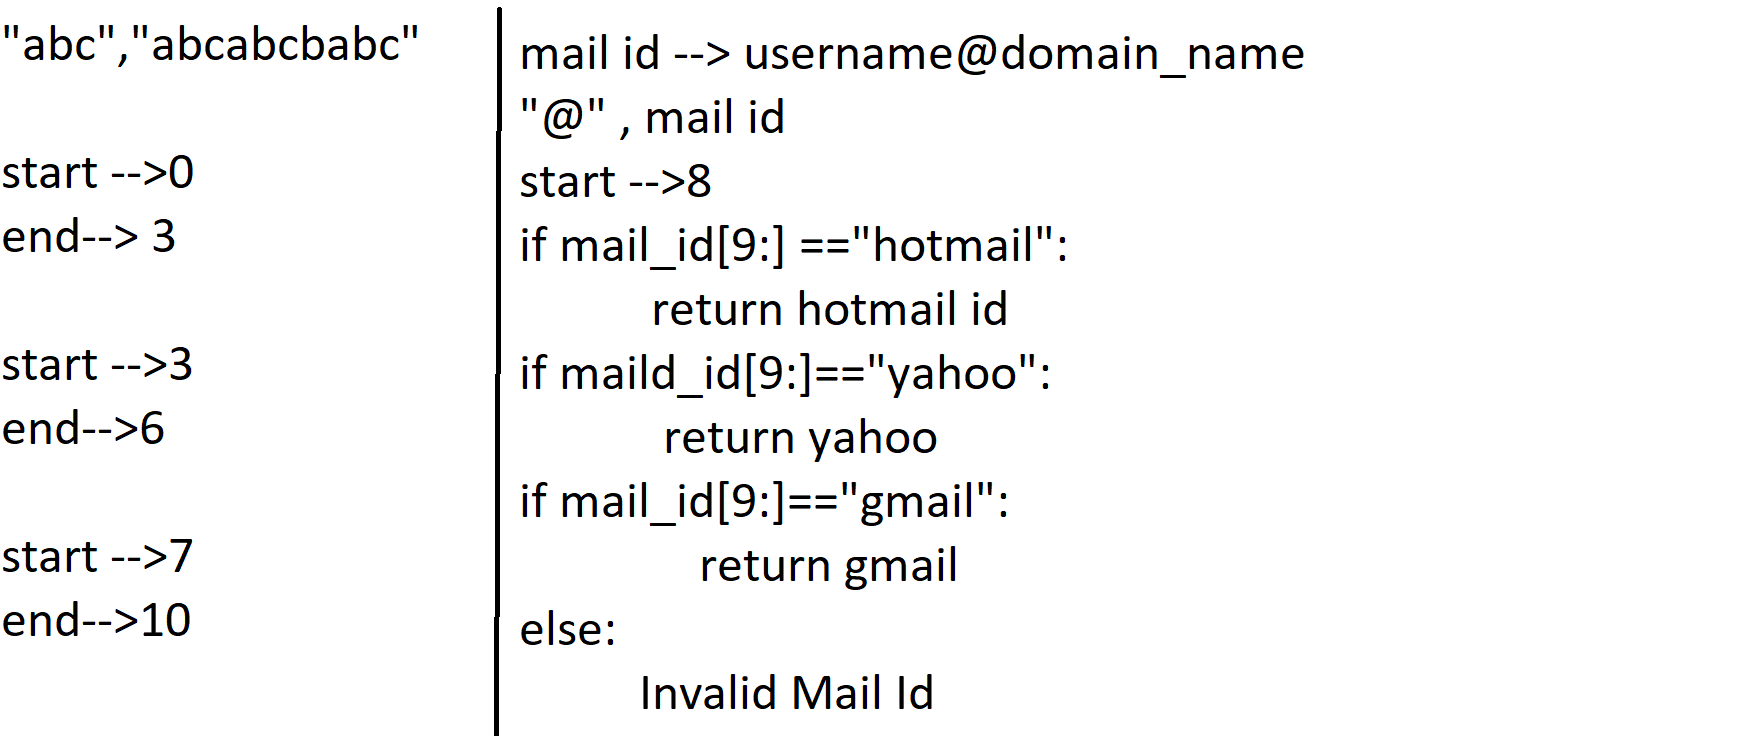 "abc","abcabcbabc"
start -->0
end--> 3
start -->3
end-->6
start -->7
end-->10
mail id --> username@domain_name
"@" , mail id
start -->8
if mail_id[9:] =="hotmail":
return hotmail id
if maild_id[9:]=="yahoo":
return yahoo
if mail_id[9:]=="gmail":
return gmail
else:
Invalid Mail Id